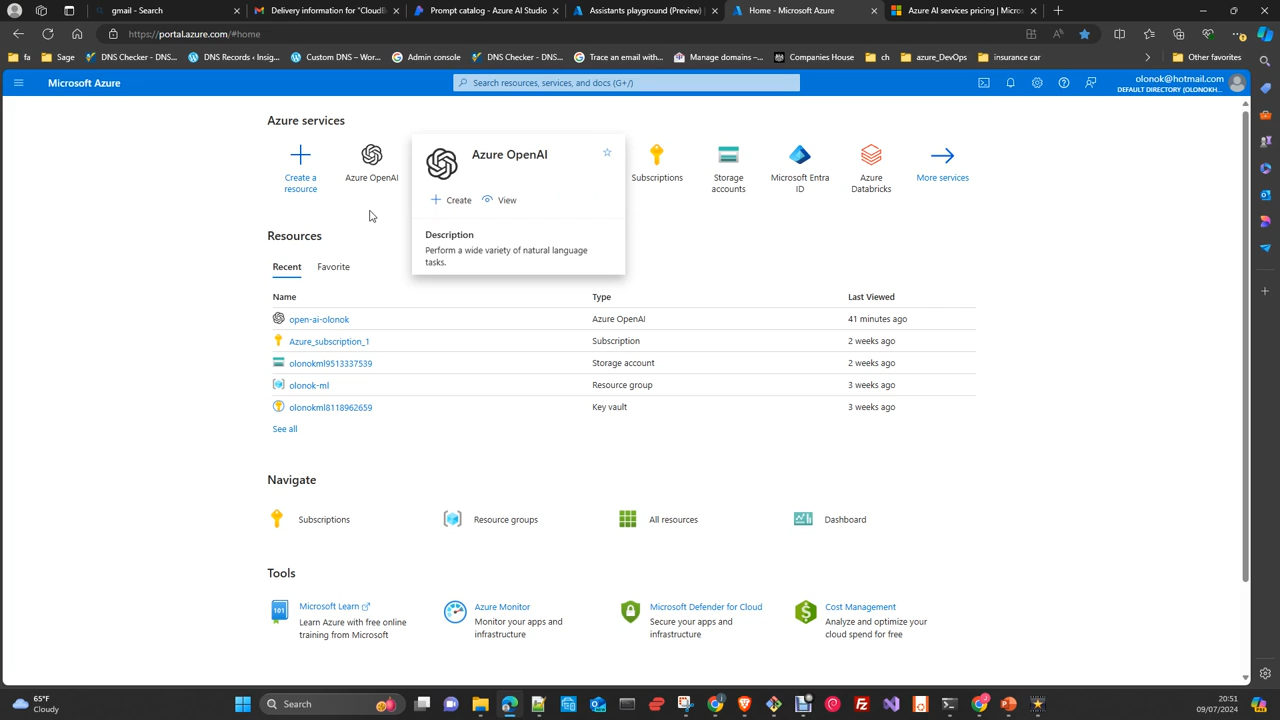 gmail - Search
Delivery information for "CloudB
Prompt catalog - Azure AI Studio
Assistants playground (Preview)
Home - Microsoft Azure
Azure AI services pricing | Micros
https://portal.azure.com/#home
fa
Sage
DNS Checker - DNS...
DNS Records ‹ Insig...
Custom DNS – Wor...
Admin console
DNS Checker - DNS...
Trace an email with...
Manage domains –...
Companies House
ch
azure_DevOps
insurance car
Other favorites
Microsoft Azure
Search resources, services, and docs (G+/)
olonok@hotmail.com
DEFAULT DIRECTORY (OLONOKH...
Azure services
Create a
resource
Azure OpenAI
Azure OpenAI
Create
View
Description
Perform a wide variety of natural language
tasks.
Subscriptions
Storage
accounts
Microsoft Entra
ID
Azure
Databricks
More services
Resources
Recent
Favorite
Name Type Last Viewed
open-ai-olonok Azure OpenAI 41 minutes ago
Azure_subscription_1 Subscription 2 weeks ago
olonokml9513337539 Storage account 2 weeks ago
olonok-ml Resource group 3 weeks ago
olonokml8118962659 Key vault 3 weeks ago
See all
Navigate
Subscriptions
Resource groups
All resources
Dashboard
Tools
101
Microsoft Learn
Learn Azure with free online
training from Microsoft
Azure Monitor
Monitor your apps and
infrastructure
Microsoft Defender for Cloud
Secure your apps and
infrastructure
Cost Management
Analyze and optimize your
cloud spend for free
65°F
Cloudy
Search
20:51
09/07/2024